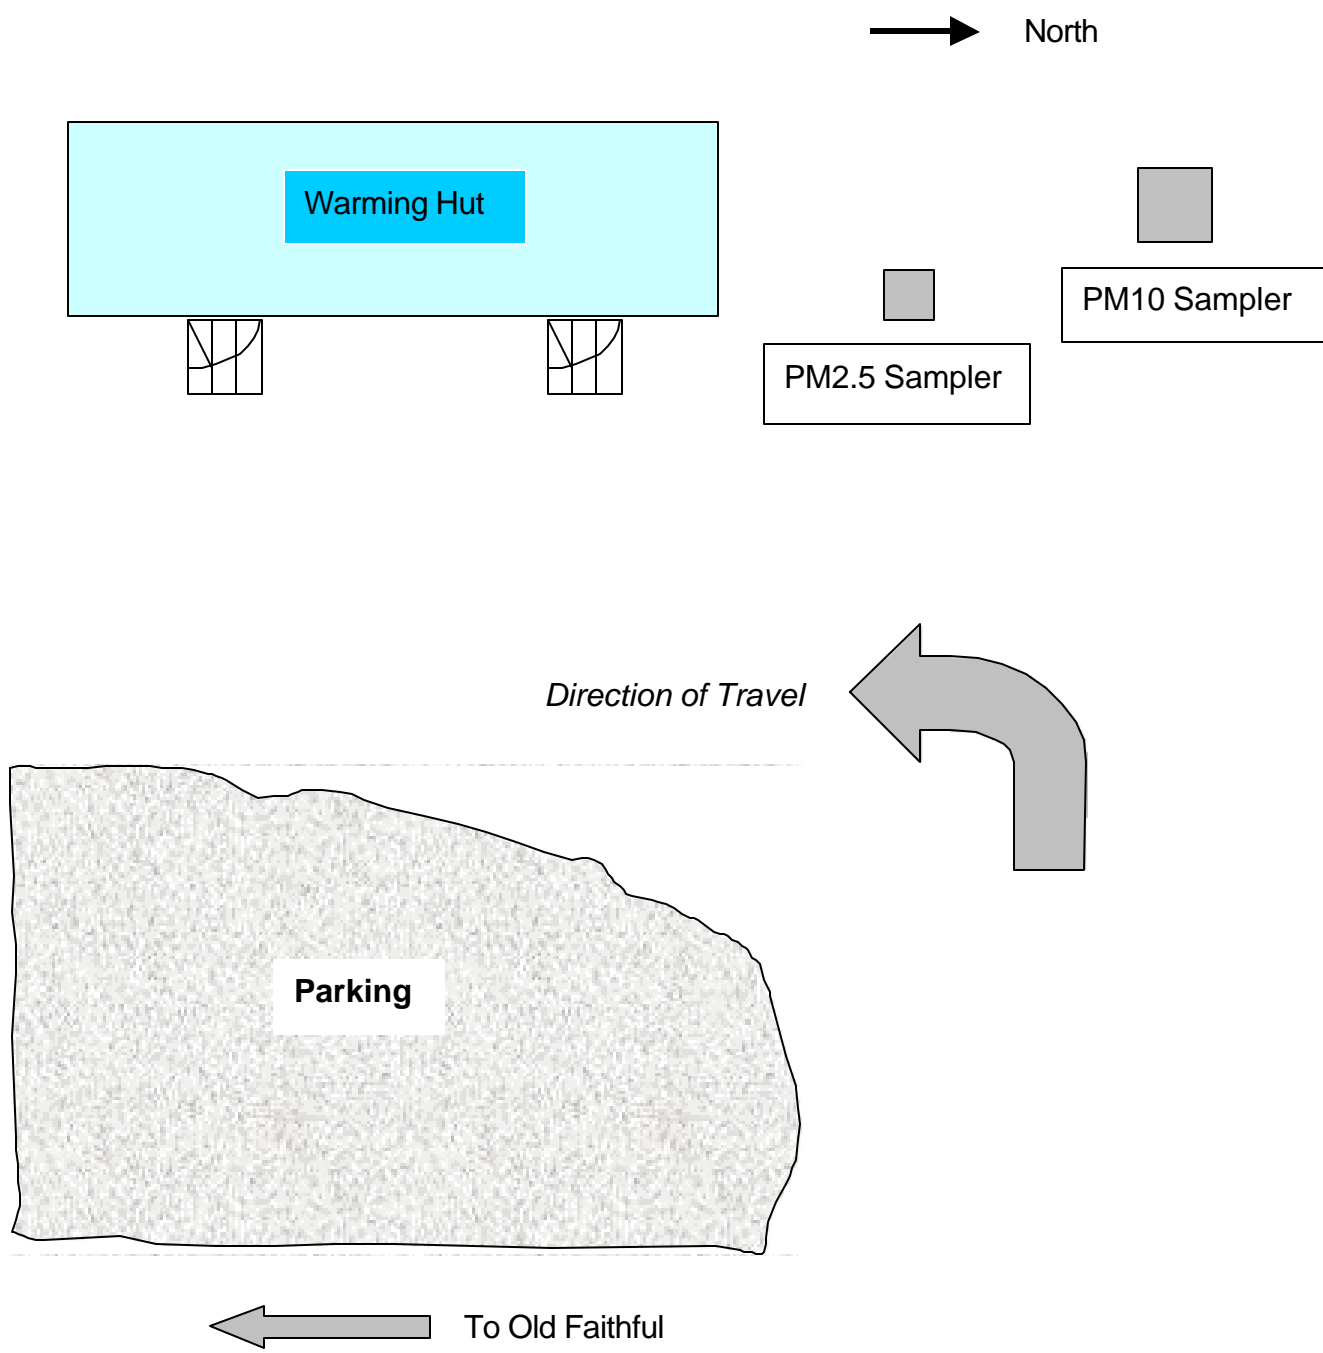 North
Warming Hut
PM10 Sampler
PM2.5 Sampler
Direction of Travel
Parking
To Old Faithful